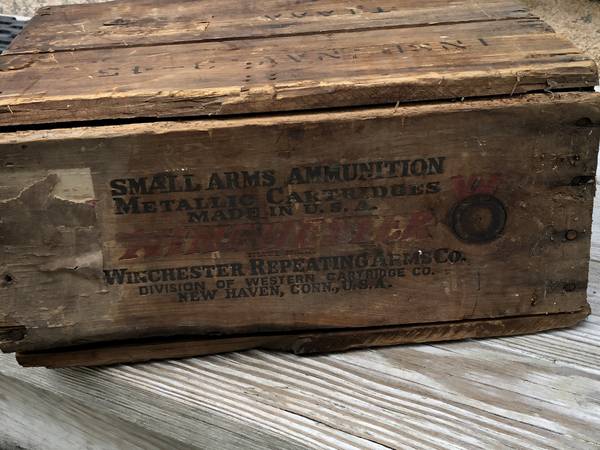 SMALL ARMS AMMUNITION
METALLIC CARTRIDGES
MADE IN U.S.A.
WINCHESTER
W
WINCHESTER REPEATING ARMS CO.
DIVISION OF WESTERN CARTRIDGE CO.
NEW HAVEN, CONN., U.S.A.